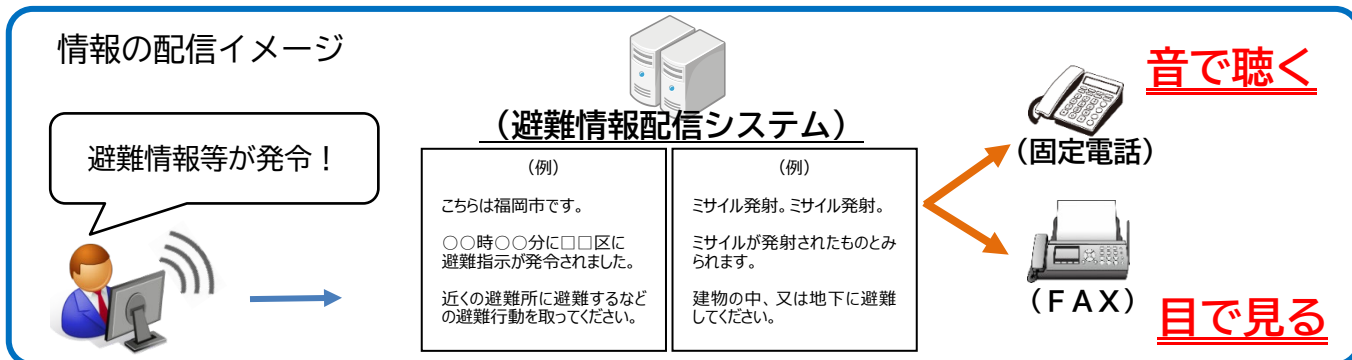 情報の配信イメージ
避難情報等が発令！
（避難情報配信システム）
（例）
こちらは福岡市です。
○○時○○分に□□区に
避難指示が発令されました。
近くの避難所に避難するなど
の避難行動を取ってください。
（例）
ミサイル発射。ミサイル発射。
ミサイルが発射されたものとみ
られます。
建物の中、又は地下に避難
してください。
音で聴く
（固定電話）
（ＦＡＸ）
目で見る